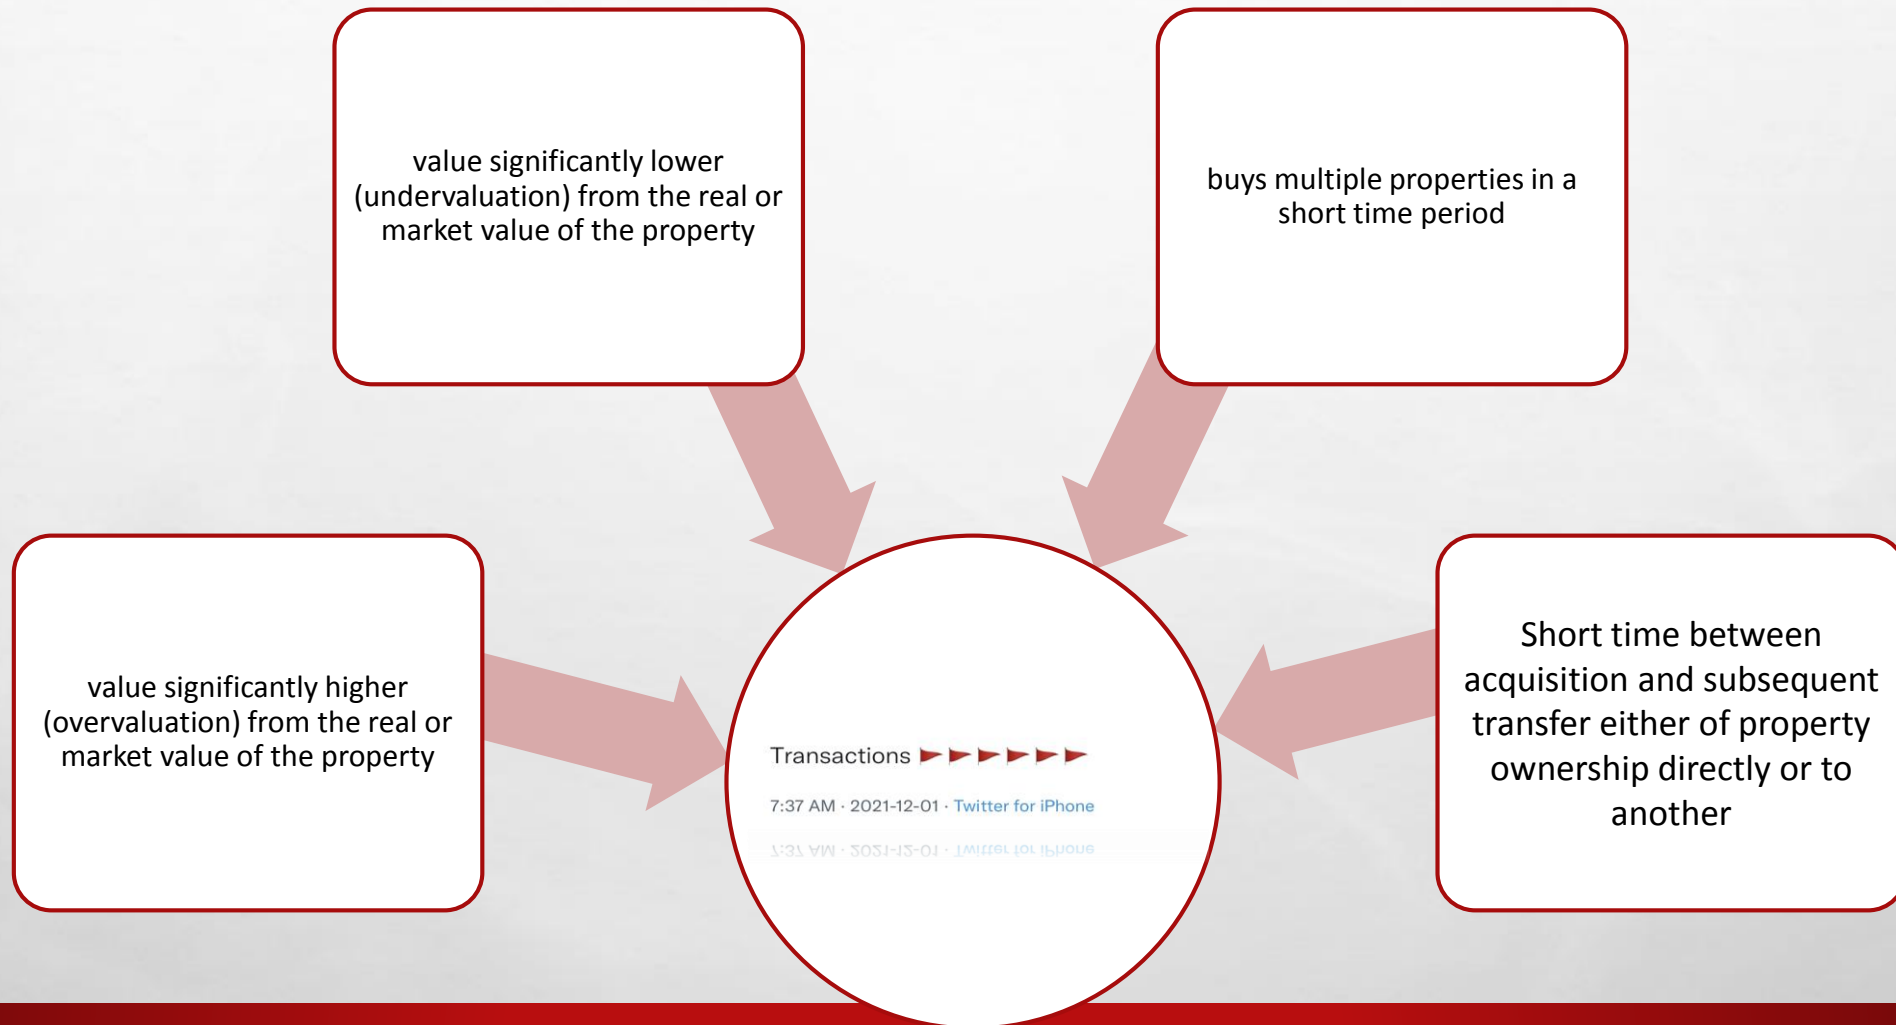 value significantly lower
(undervaluation) from the real or
market value of the property
buys multiple properties in a
short time period
value significantly higher
(overvaluation) from the real or
market value of the property
Short time between
acquisition and subsequent
transfer either of property
ownership directly or to
another
Transactions 🚩🚩🚩🚩🚩🚩
7:37 AM · 2021-12-01 · Twitter for iPhone